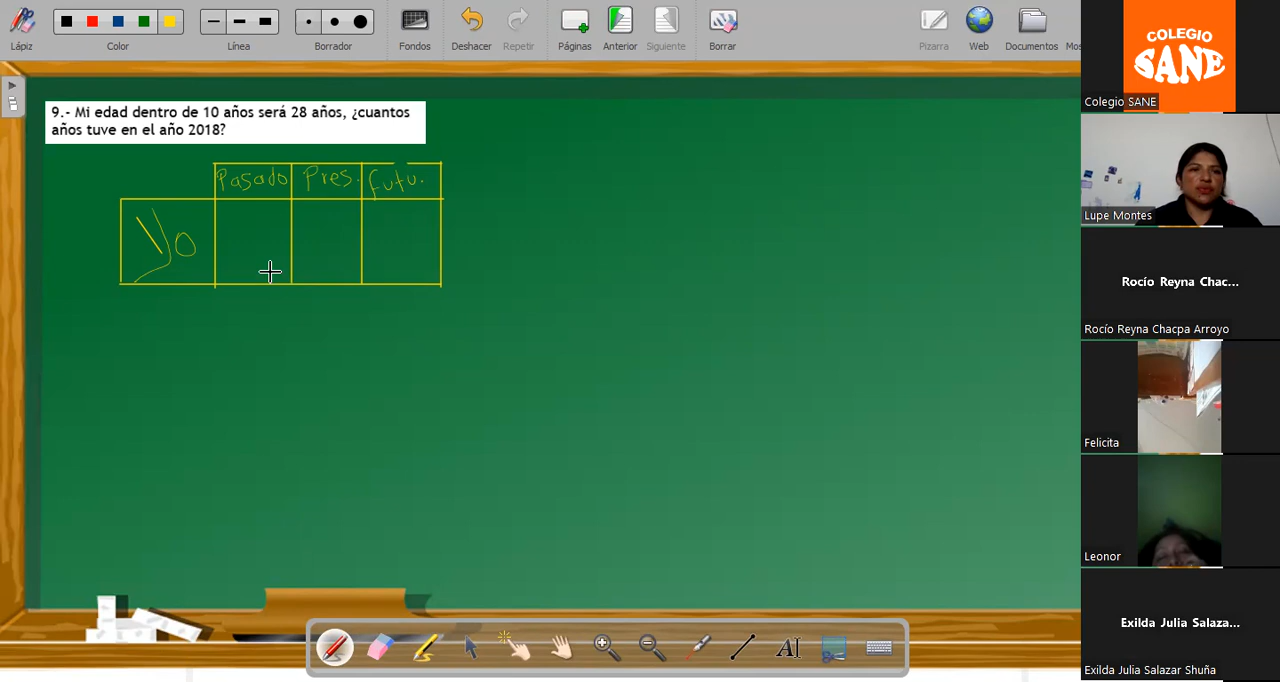 Lápiz
Color
Línea
Borrador
Fondos
Deshacer
Repetir
Páginas
Anterior
Siguiente
Borrar
Pizarra
Web
Documentos
Mos
9.- Mi edad dentro de 10 años será 28 años, ¿cuantos
años tuve en el año 2018?
Pasado Pres. futu.
Yo
COLEGIO
SANE
Colegio SANE
Lupe Montes
Rocío Reyna Chac...
Rocío Reyna Chacpa Arroyo
Felicita
Leonor
Exilda Julia Salaza...
Exilda Julia Salazar Shuña